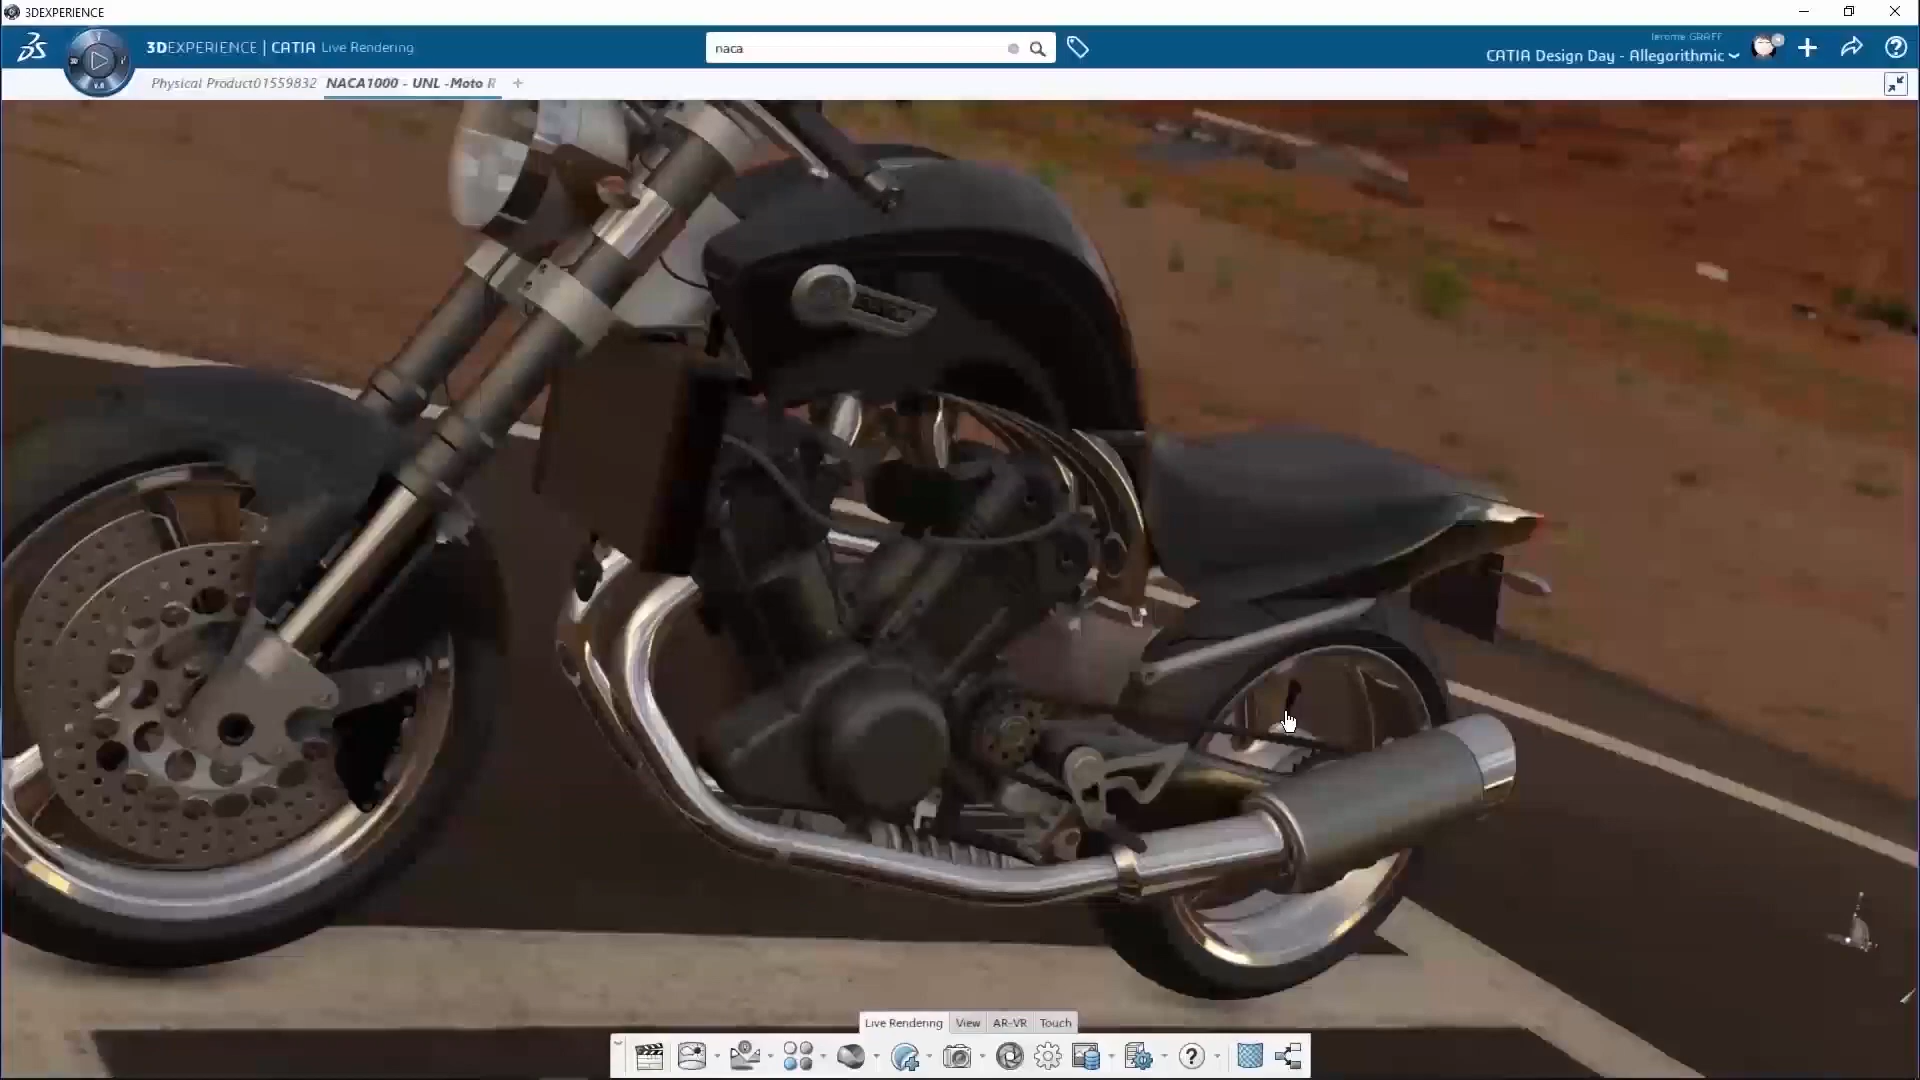 3DEXPERIENCE
3DEXPERIENCE | CATIA Live Rendering
naca
Jerome GRAFF
CATIA Design Day - Allegorithmic
Physical Product01559832
NACA1000 - UNL -Moto R
Live Rendering
View
AR-VR
Touch